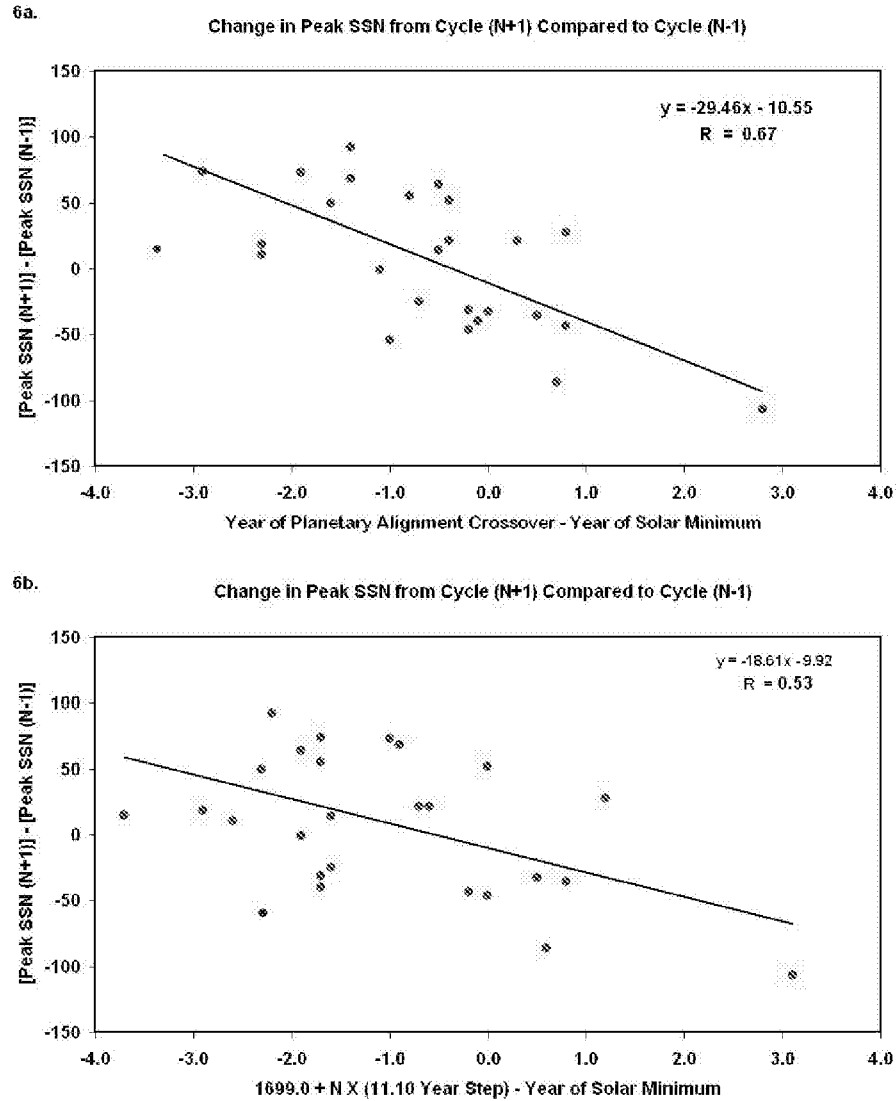 6a.
Change in Peak SSN from Cycle (N+1) Compared to Cycle (N-1)
[Peak SSN (N+1)] - [Peak SSN (N-1)]
150
100
50
0
-50
-100
-150
y = -29.46x - 10.55
R = 0.67
-4.0 -3.0 -2.0 -1.0 0.0 1.0 2.0 3.0 4.0
Year of Planetary Alignment Crossover - Year of Solar Minimum
6b.
Change in Peak SSN from Cycle (N+1) Compared to Cycle (N-1)
[Peak SSN (N+1)] - [Peak SSN (N-1)]
150
100
50
0
-50
-100
-150
y = -18.61x - 9.92
R = 0.53
-4.0 -3.0 -2.0 -1.0 0.0 1.0 2.0 3.0 4.0
1699.0 + N X (11.10 Year Step) - Year of Solar Minimum